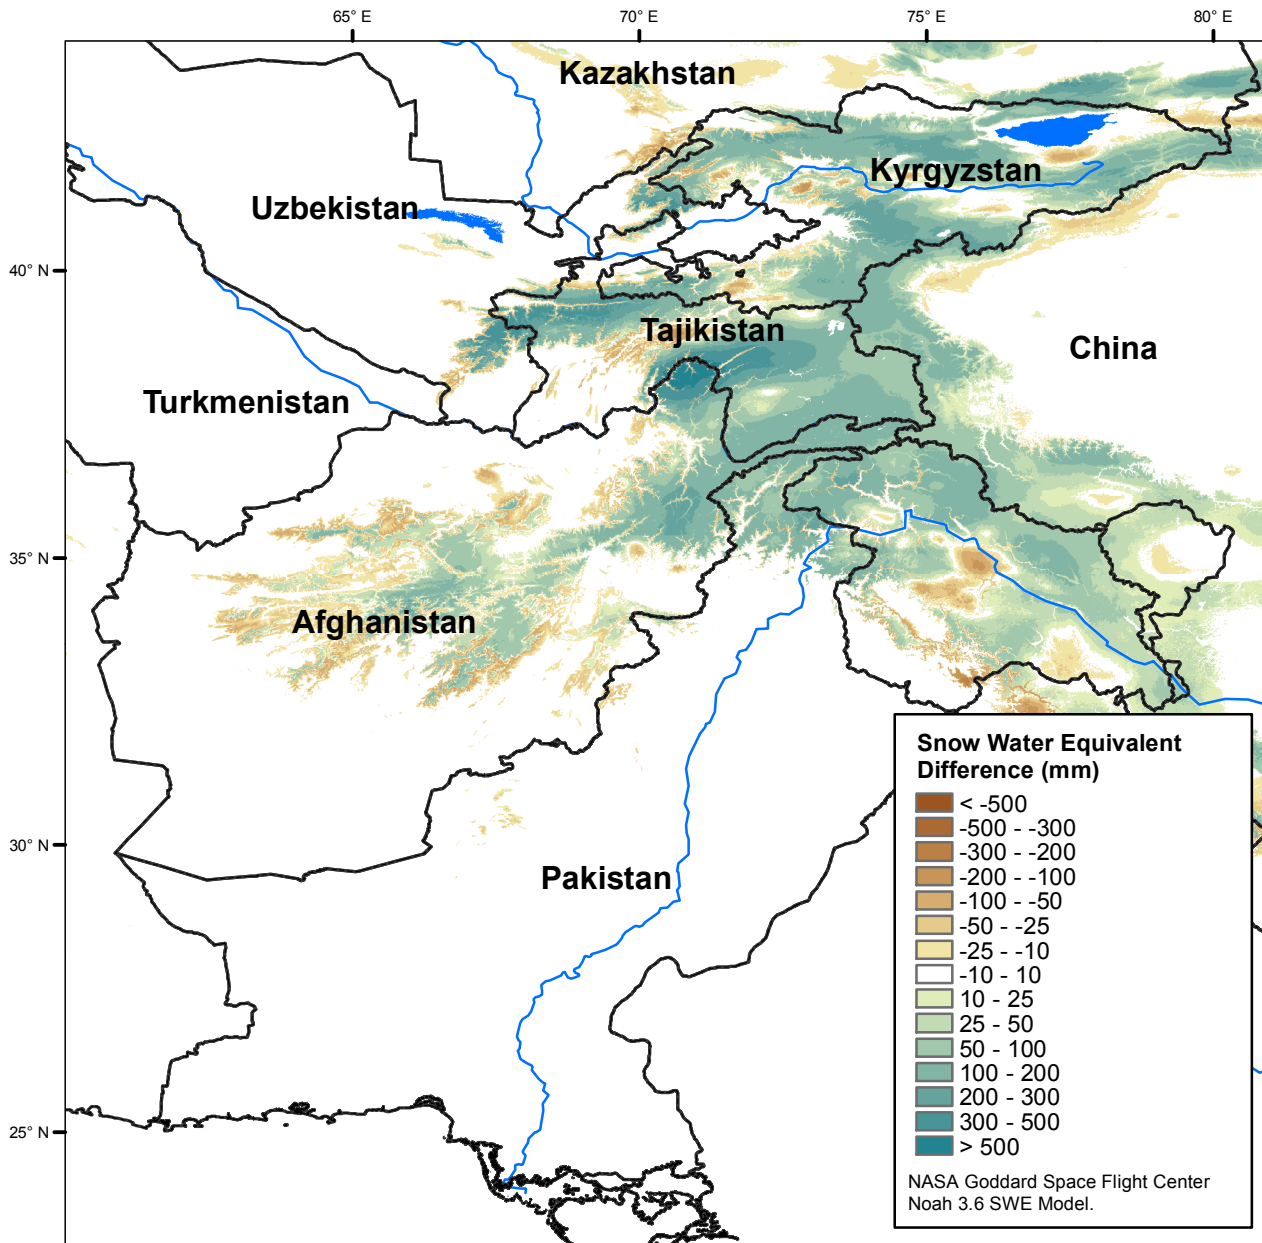 65° E
70° E
75° E
80° E
Kazakhstan
Kyrgyzstan
Uzbekistan
40° N
Tajikistan
China
Turkmenistan
35° N
Afghanistan
Snow Water Equivalent
Difference (mm)
< -500
-500 - -300
-300 - -200
-200 - -100
-100 - -50
-50 - -25
-25 - -10
-10 - 10
10 - 25
25 - 50
50 - 100
100 - 200
200 - 300
300 - 500
> 500
NASA Goddard Space Flight Center
Noah 3.6 SWE Model.
30° N
Pakistan
25° N